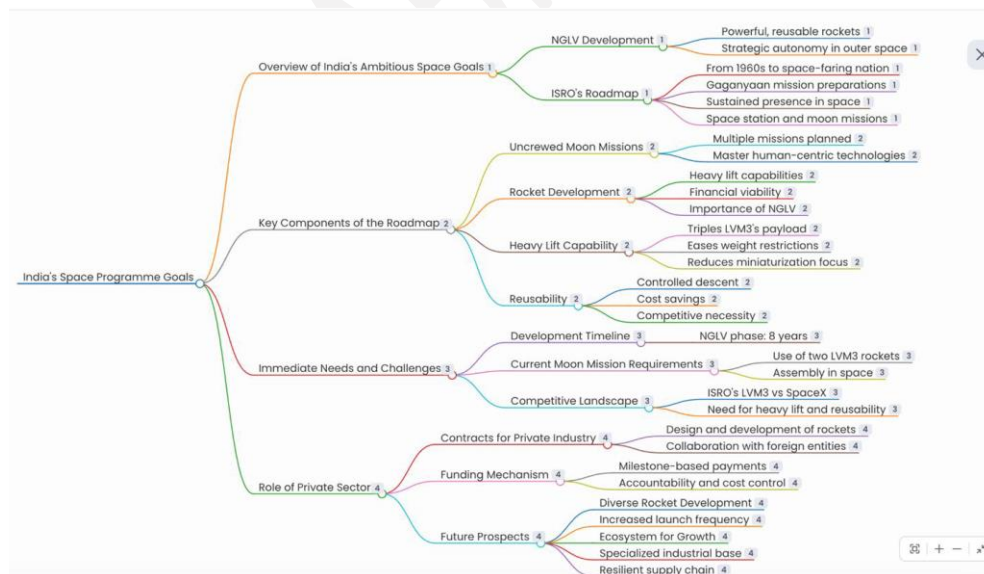 India's Space Programme Goals
Overview of India's Ambitious Space Goals 1
NGLV Development 1
Powerful, reusable rockets 1
Strategic autonomy in outer space 1
ISRO's Roadmap 1
From 1960s to space-faring nation 1
Gaganyaan mission preparations 1
Sustained presence in space 1
Space station and moon missions 1
Key Components of the Roadmap 2
Uncrewed Moon Missions 2
Multiple missions planned 2
Master human-centric technologies 2
Rocket Development 2
Heavy lift capabilities 2
Financial viability 2
Importance of NGLV 2
Heavy Lift Capability 2
Triples LVM3's payload 2
Eases weight restrictions 2
Reduces miniaturization focus 2
Reusability 2
Controlled descent 2
Cost savings 2
Competitive necessity 2
Immediate Needs and Challenges 3
Development Timeline 3
NGLV phase: 8 years 3
Current Moon Mission Requirements 3
Use of two LVM3 rockets 3
Assembly in space 3
Competitive Landscape 3
ISRO's LVM3 vs SpaceX 3
Need for heavy lift and reusability 3
Role of Private Sector 4
Contracts for Private Industry 4
Design and development of rockets 4
Collaboration with foreign entities 4
Funding Mechanism 4
Milestone-based payments 4
Accountability and cost control 4
Future Prospects 4
Diverse Rocket Development 4
Increased launch frequency 4
Ecosystem for Growth 4
Specialized industrial base 4
Resilient supply chain 4